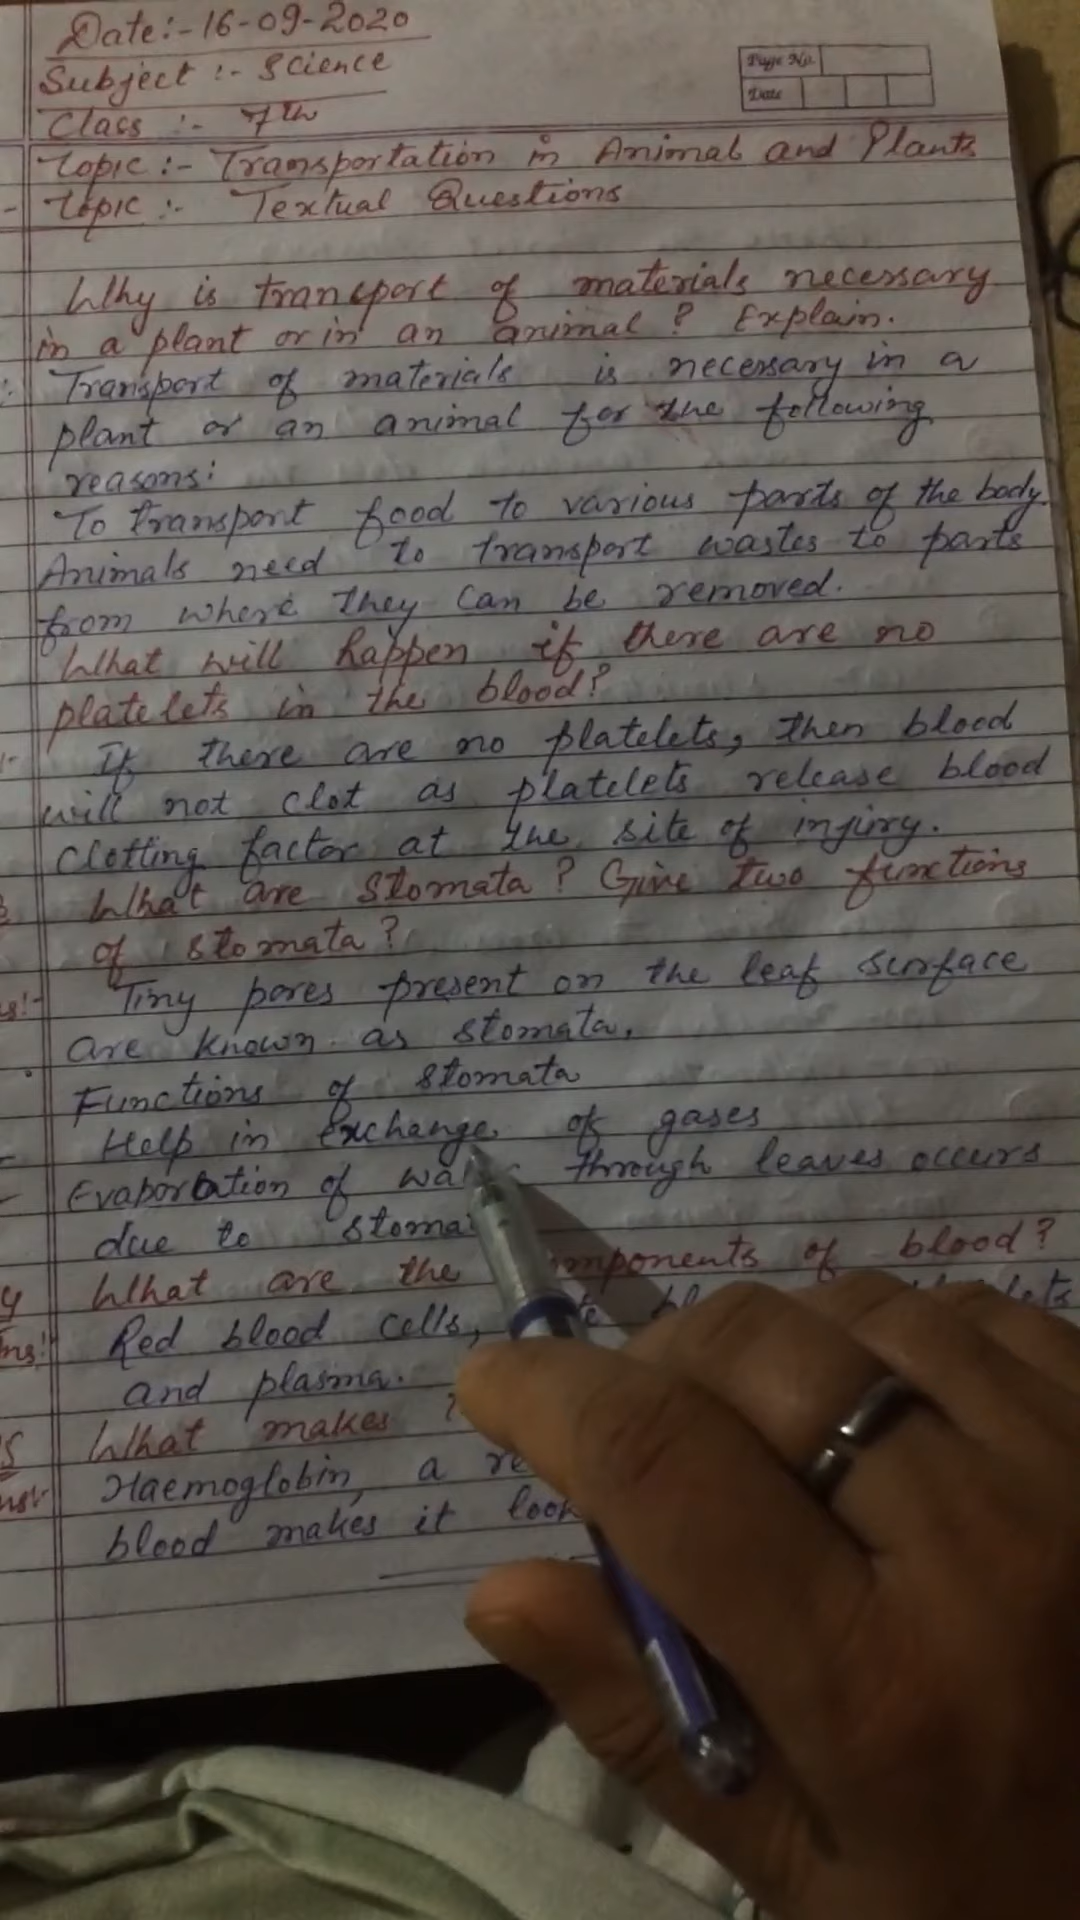 Date:- 16-09-2020
Subject :- Science
Page No.
Date
Class :- 7th
Topic :- Transportation in Animal and Plants
Topic :- Textual Questions
Why is transport of materials necessary
in a plant or in an animal? Explain.
Transport of materials is necessary in a
plant or an animal for the following
reasons:
To transport food to various parts of the body.
Animals need to transport wastes to parts
from where they can be removed.
What will happen if there are no
platelets in the blood?
If there are no platelets, then blood
will not clot as platelets release blood
clotting factor at the site of injury.
What are stomata? Give two functions
of stomata?
Tiny pores present on the leaf surface
are known as stomata.
Functions of stomata
Help in exchange of gases
Evaporation of through leaves occurs
due to
What are the of blood?
Red blood cells,
and plasma.
What makes
Haemoglobin, a
blood makes it